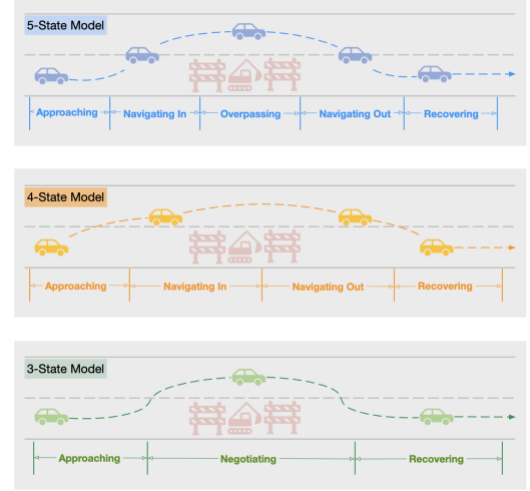 5-State Model
Approaching Navigating In Overpassing Navigating Out Recovering
4-State Model
Approaching Navigating In Navigating Out Recovering
3-State Model
Approaching Negotiating Recovering